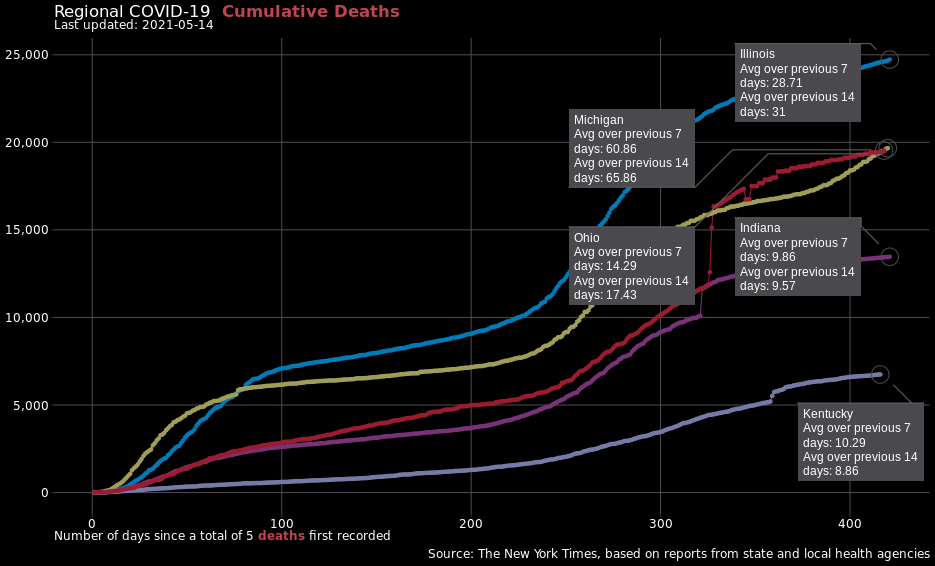 Regional COVID-19  Cumulative Deaths
Last updated: 2021-05-14
25,000
20,000
15,000
10,000
5,000
0
Illinois
Avg over previous 7
days: 28.71
Avg over previous 14
days: 31
Michigan
Avg over previous 7
days: 60.86
Avg over previous 14
days: 65.86
Ohio
Avg over previous 7
days: 14.29
Avg over previous 14
days: 17.43
Indiana
Avg over previous 7
days: 9.86
Avg over previous 14
days: 9.57
Kentucky
Avg over previous 7
days: 10.29
Avg over previous 14
days: 8.86
0 100 200 300 400
Number of days since a total of 5 deaths first recorded
Source: The New York Times, based on reports from state and local health agencies